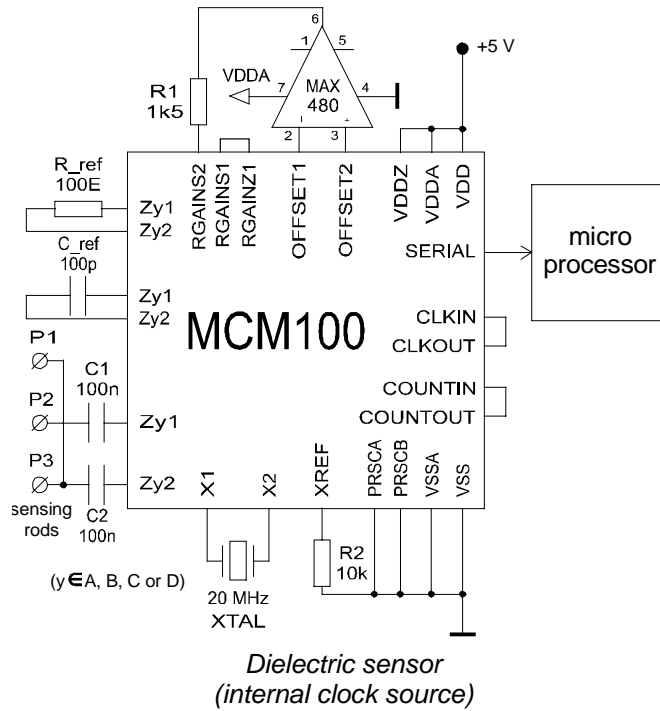 6
1
5
+5 V
R1
1k5
VDDA
7
MAX
480
4
2
3
I
+
R_ref
100E
Zy1
Zy2
RGAINS2
RGAINS1
RGAINZ1
OFFSET1
OFFSET2
VDDZ
VDDA
VDD
SERIAL
micro
processor
C_ref
100p
Zy1
Zy2
MCM100
CLKIN
CLKOUT
P1
C1
100n
P2
Zy1
COUNTIN
COUNTOUT
P3
Zy2
sensing
rods
C2
100n
X1
X2
XREF
PRSCA
PRSCB
VSSA
VSS
(y∈A, B, C or D)
20 MHz
XTAL
R2
10k
Dielectric sensor
(internal clock source)